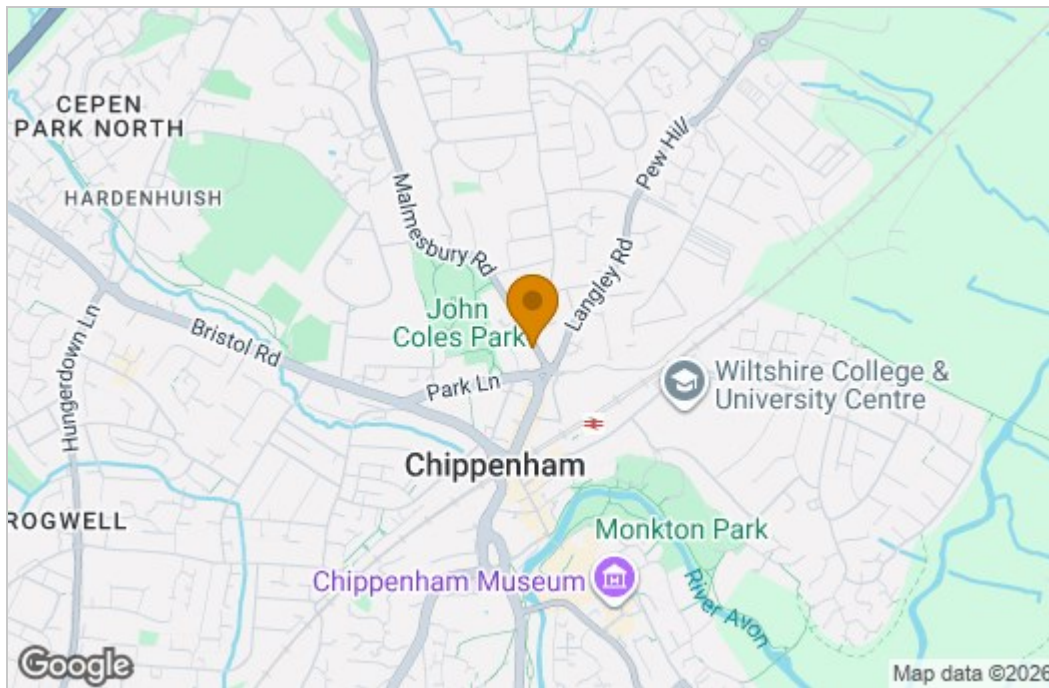 CEPEN
PARK NORTH
HARDENHUISH
Malmesbury Rd
Pew Hill
Langley Rd
John
Coles Park
Hungerdown Ln
Bristol Rd
Park Ln
Wiltshire College &
University Centre
Chippenham
ROGWELL
Monkton Park
Chippenham Museum
River Avon
Google
Map data ©2026